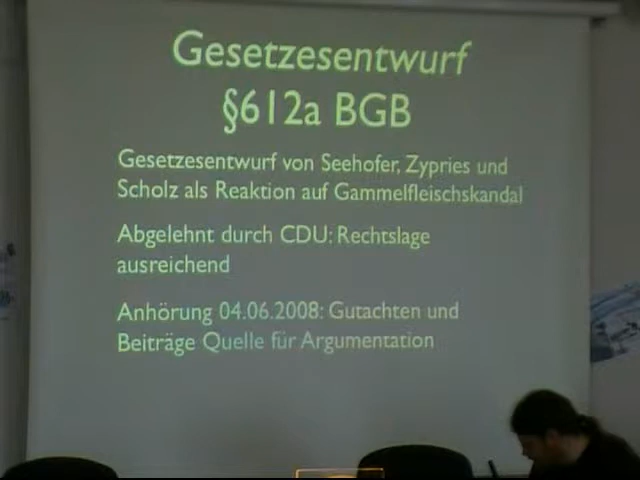 Gesetzesentwurf
§612a BGB
Gesetzesentwurf von Seehofer, Zypries und
Scholz als Reaktion auf Gammelfleischskandal
Abgelehnt durch CDU: Rechtslage
ausreichend
Anhörung 04.06.2008: Gutachten und
Beiträge Quelle für Argumentation